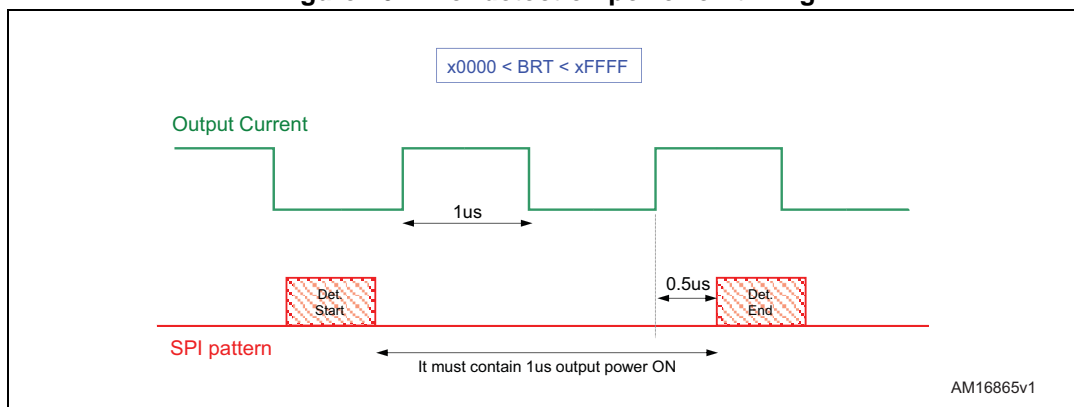 x0000 < BRT < xFFFF
Output Current
1us
0.5us
Det.
Start
Det.
End
SPI pattern
It must contain 1us output power ON
AM16865v1